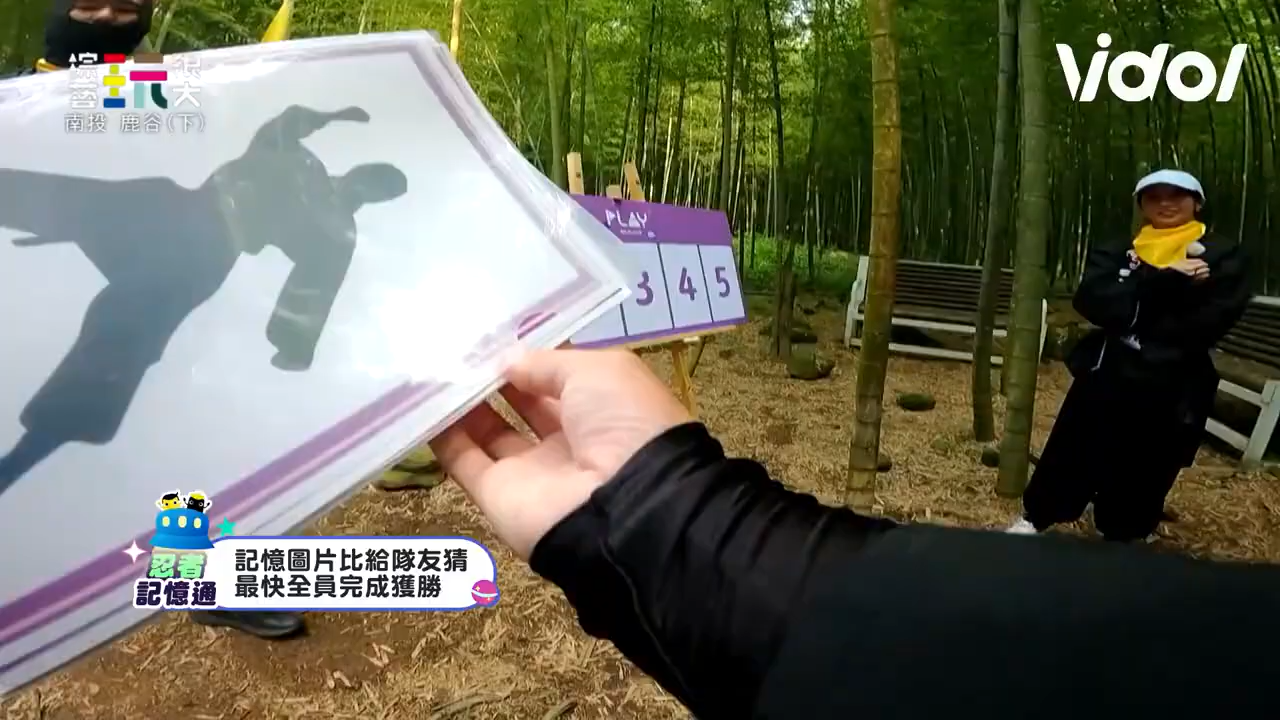 綜藝玩很大
南投 鹿谷(下)
vidol
PLAY
3 4 5
忍者
記憶通
記憶圖片比給隊友猜
最快全員完成獲勝